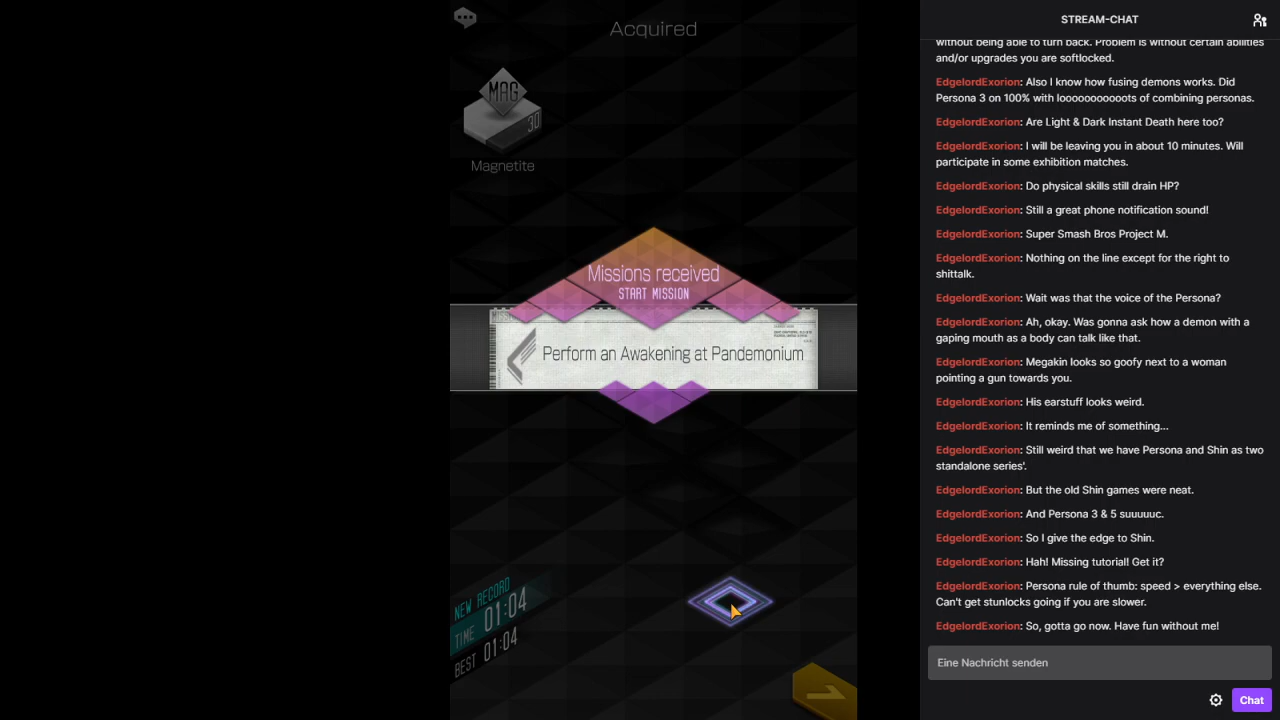 Acquired
MAG
30
Magnetite
Missions received
START MISSION
Perform an Awakening at Pandemonium
NEW RECORD
TIME 01:04
BEST 01:04
STREAM-CHAT
without being able to turn back. Problem is without certain abilities
and/or upgrades you are softlocked.
EdgelordExorion: Also I know how fusing demons works. Did
Persona 3 on 100% with looooooooooots of combining personas.
EdgelordExorion: Are Light & Dark Instant Death here too?
EdgelordExorion: I will be leaving you in about 10 minutes. Will
participate in some exhibition matches.
EdgelordExorion: Do physical skills still drain HP?
EdgelordExorion: Still a great phone notification sound!
EdgelordExorion: Super Smash Bros Project M.
EdgelordExorion: Nothing on the line except for the right to
shittalk.
EdgelordExorion: Wait was that the voice of the Persona?
EdgelordExorion: Ah, okay. Was gonna ask how a demon with a
gaping mouth as a body can talk like that.
EdgelordExorion: Megakin looks so goofy next to a woman
pointing a gun towards you.
EdgelordExorion: His earstuff looks weird.
EdgelordExorion: It reminds me of something...
EdgelordExorion: Still weird that we have Persona and Shin as two
standalone series'.
EdgelordExorion: But the old Shin games were neat.
EdgelordExorion: And Persona 3 & 5 suuuuuc.
EdgelordExorion: So I give the edge to Shin.
EdgelordExorion: Hah! Missing tutorial! Get it?
EdgelordExorion: Persona rule of thumb: speed > everything else.
Can't get stunlocks going if you are slower.
EdgelordExorion: So, gotta go now. Have fun without me!
Eine Nachricht senden
Chat